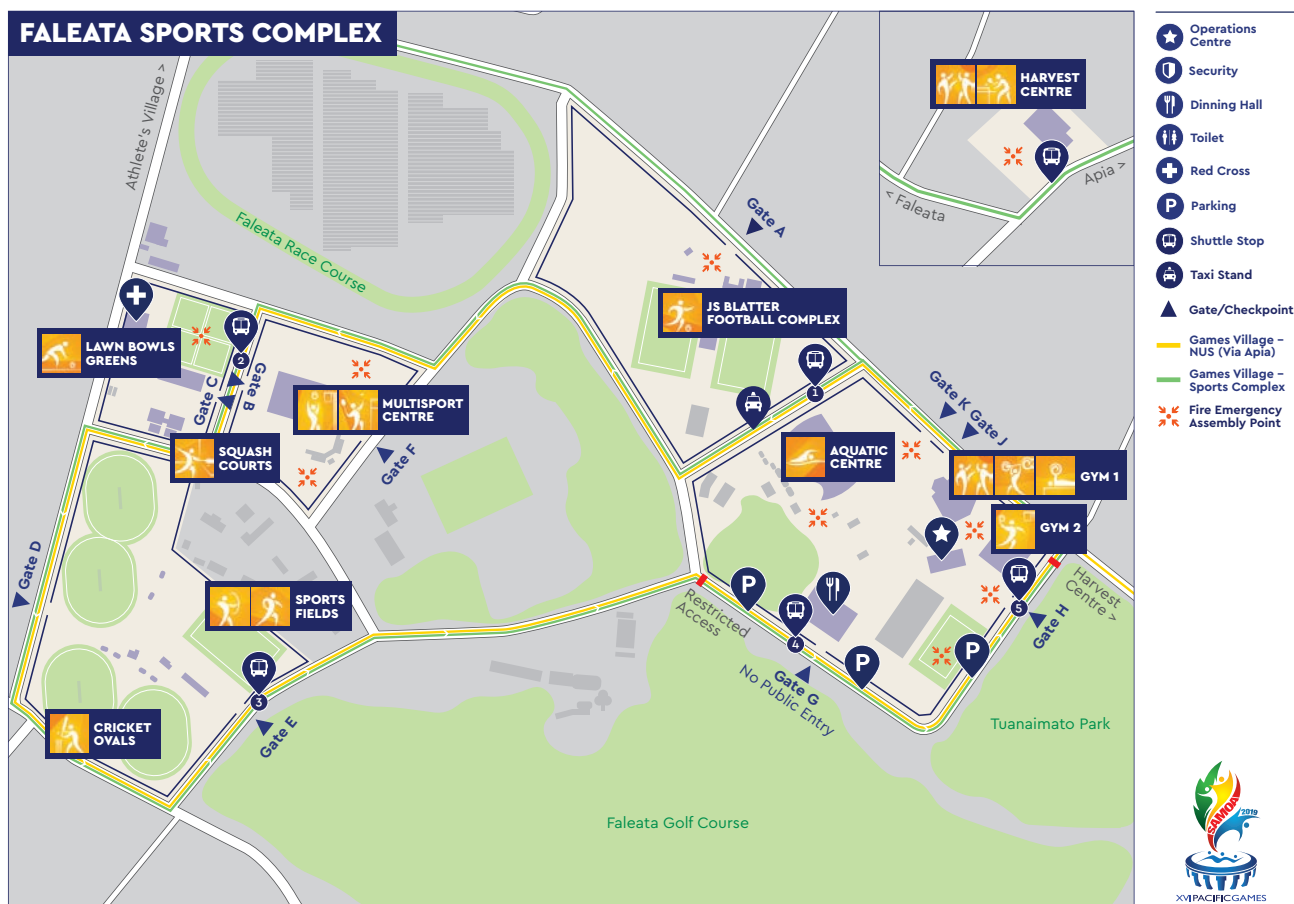 FALEATA SPORTS COMPLEX
Athlete's Village >
Faleata Race Course
HARVEST
CENTRE
Apia >
< Faleata
Gate A
JS BLATTER
FOOTBALL COMPLEX
LAWN BOWLS
GREENS
2
Gate C
Gate B
MULTISPORT
CENTRE
SQUASH
COURTS
Gate F
1
Gate K
Gate J
AQUATIC
CENTRE
GYM 1
GYM 2
Gate D
SPORTS
FIELDS
Restricted
Access
P
4
Gate G
No Public Entry
P
P
5
Gate H
Harvest
Centre >
3
Gate E
CRICKET
OVALS
Tuanaimato Park
Faleata Golf Course
Operations
Centre
Security
Dinning Hall
Toilet
Red Cross
P
Parking
Shuttle Stop
Taxi Stand
Gate/Checkpoint
Games Village –
NUS (Via Apia)
Games Village –
Sports Complex
Fire Emergency
Assembly Point
SAMOA
2019
XVI PACIFIC GAMES